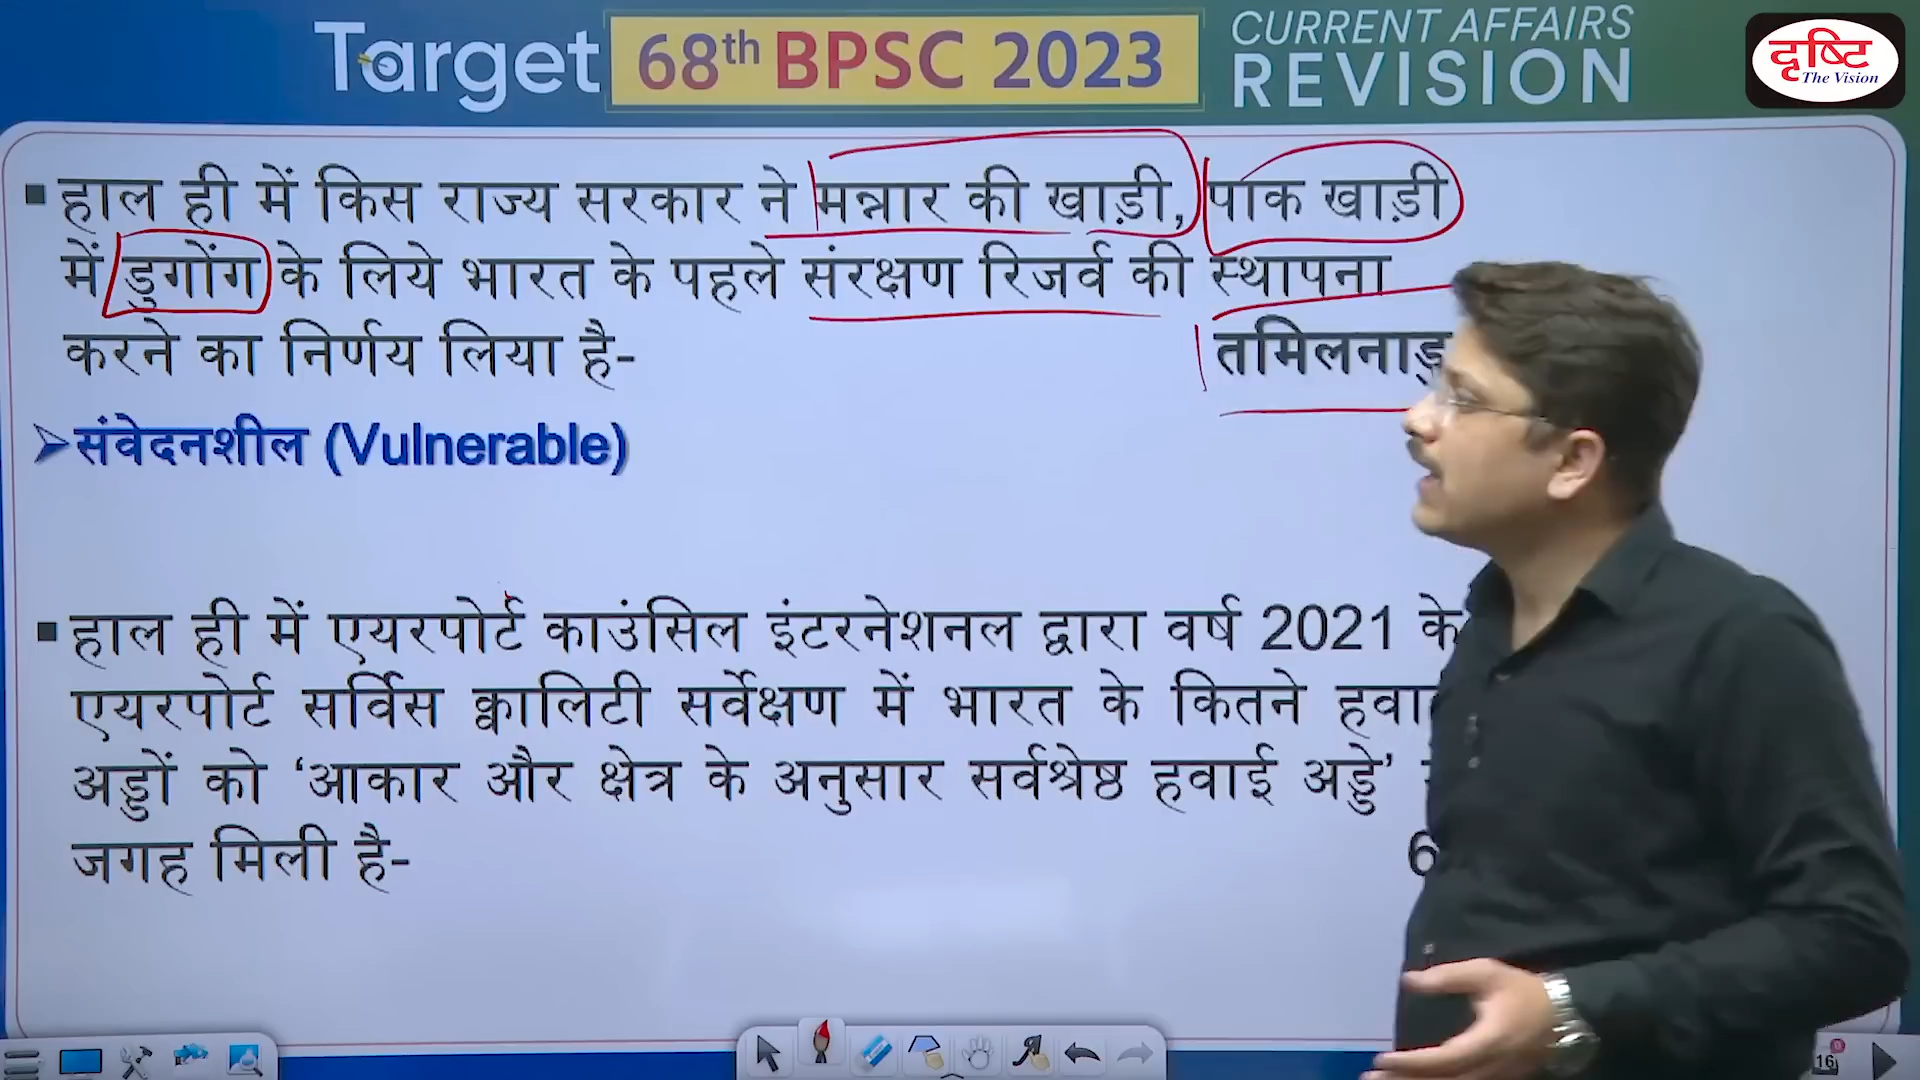 Target 68th BPSC 2023 CURRENT AFFAIRS REVISION
दृष्टि
The Vision
▪ हाल ही में किस राज्य सरकार ने मन्नार की खाड़ी, पाक खाड़ी
में डुगोंग के लिये भारत के पहले संरक्षण रिजर्व की स्थापना
करने का निर्णय लिया है- तमिलनाडु
➢ संवेदनशील (Vulnerable)
▪ हाल ही में एयरपोर्ट काउंसिल इंटरनेशनल द्वारा वर्ष 2021 के
एयरपोर्ट सर्विस क्वालिटी सर्वेक्षण में भारत के कितने
अड्डों को ‘आकार और क्षेत्र के अनुसार सर्वश्रेष्ठ हवाई अड्डे’
जगह मिली है- 6
16